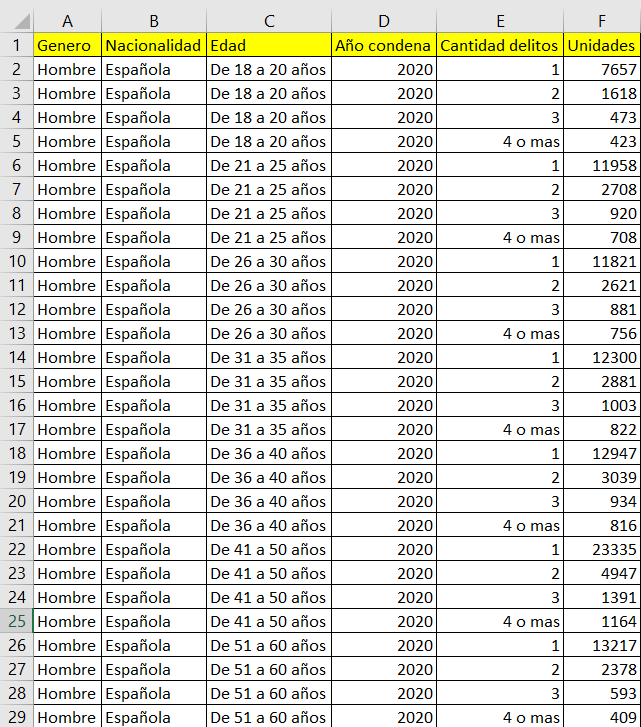 A B C D E F
1 Genero Nacionalidad Edad Año condena Cantidad delitos Unidades
2 Hombre Española De 18 a 20 años 2020 1 7657
3 Hombre Española De 18 a 20 años 2020 2 1618
4 Hombre Española De 18 a 20 años 2020 3 473
5 Hombre Española De 18 a 20 años 2020 4 o mas 423
6 Hombre Española De 21 a 25 años 2020 1 11958
7 Hombre Española De 21 a 25 años 2020 2 2708
8 Hombre Española De 21 a 25 años 2020 3 920
9 Hombre Española De 21 a 25 años 2020 4 o mas 708
10 Hombre Española De 26 a 30 años 2020 1 11821
11 Hombre Española De 26 a 30 años 2020 2 2621
12 Hombre Española De 26 a 30 años 2020 3 881
13 Hombre Española De 26 a 30 años 2020 4 o mas 756
14 Hombre Española De 31 a 35 años 2020 1 12300
15 Hombre Española De 31 a 35 años 2020 2 2881
16 Hombre Española De 31 a 35 años 2020 3 1003
17 Hombre Española De 31 a 35 años 2020 4 o mas 822
18 Hombre Española De 36 a 40 años 2020 1 12947
19 Hombre Española De 36 a 40 años 2020 2 3039
20 Hombre Española De 36 a 40 años 2020 3 934
21 Hombre Española De 36 a 40 años 2020 4 o mas 816
22 Hombre Española De 41 a 50 años 2020 1 23335
23 Hombre Española De 41 a 50 años 2020 2 4947
24 Hombre Española De 41 a 50 años 2020 3 1391
25 Hombre Española De 41 a 50 años 2020 4 o mas 1164
26 Hombre Española De 51 a 60 años 2020 1 13217
27 Hombre Española De 51 a 60 años 2020 2 2378
28 Hombre Española De 51 a 60 años 2020 3 593
29 Hombre Española De 51 a 60 años 2020 4 o mas 409